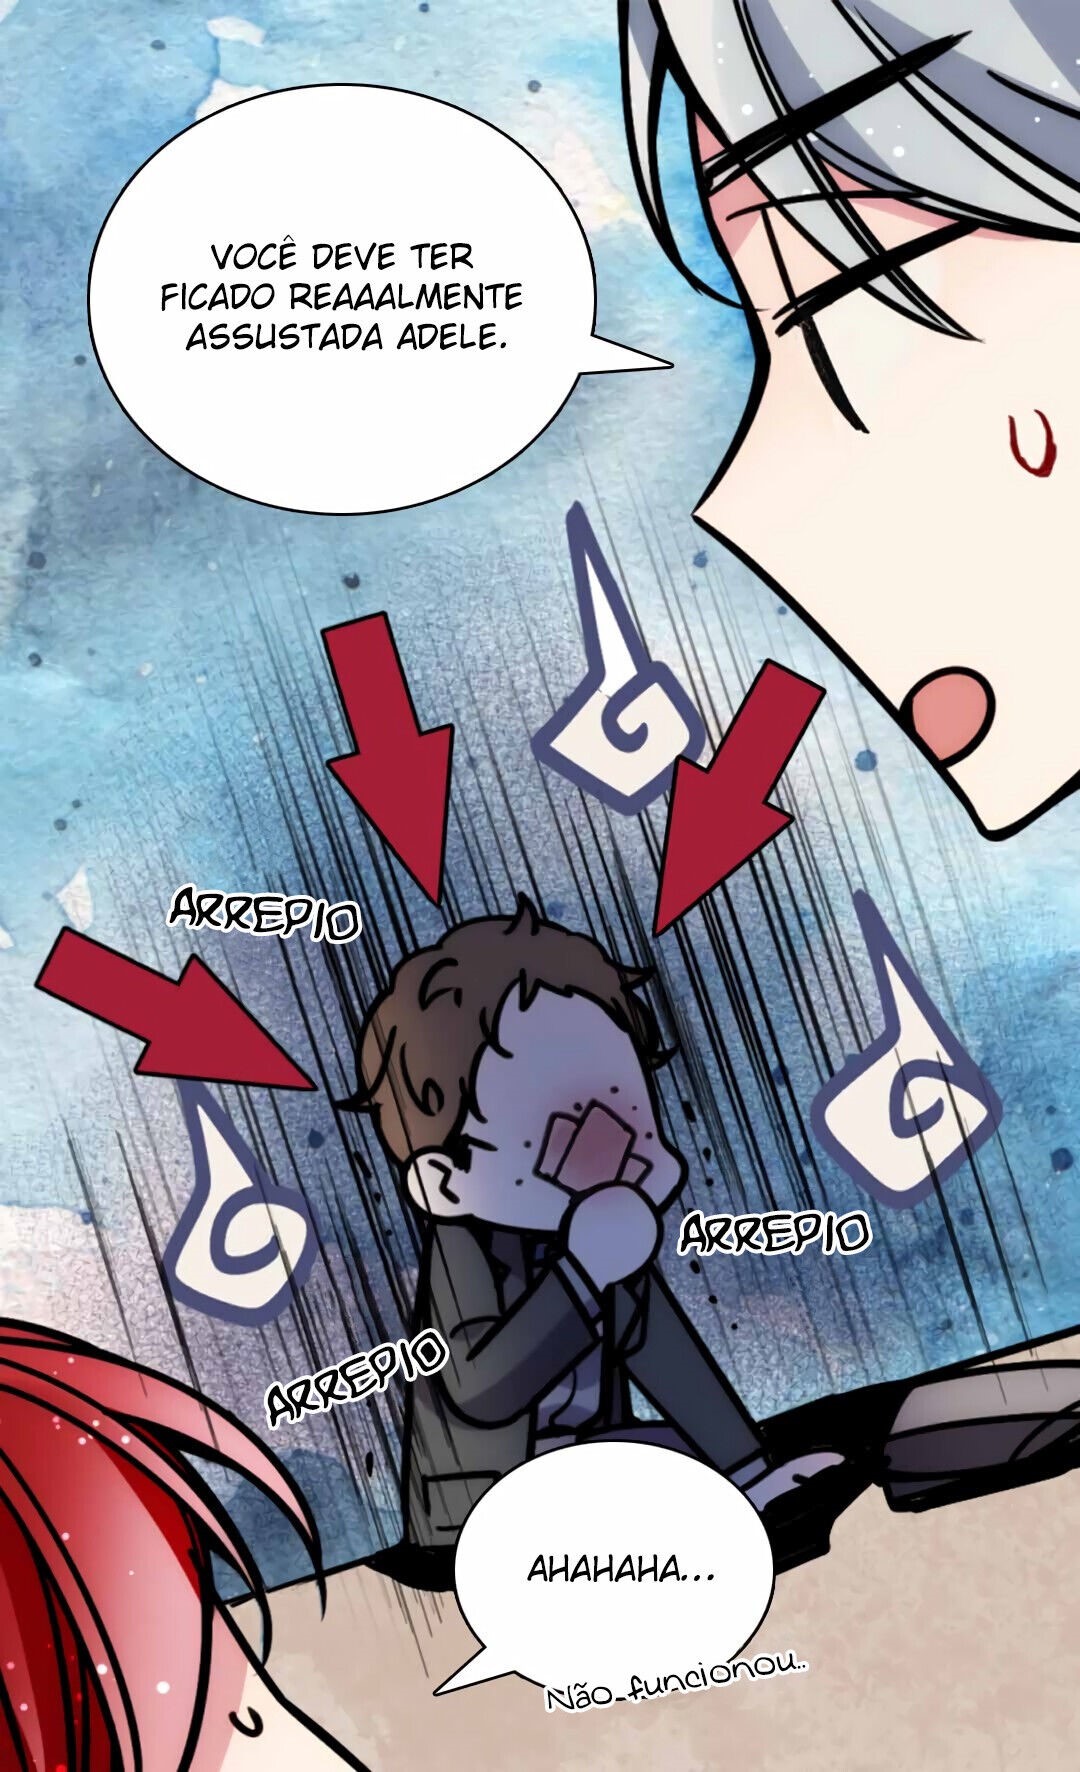 VOCÊ DEVE TER
FICADO REAAALMENTE
ASSUSTADA ADELE.
ARREPIO
ARREPIO
ARREPIO
AHAHAHA...
Não funcionou..